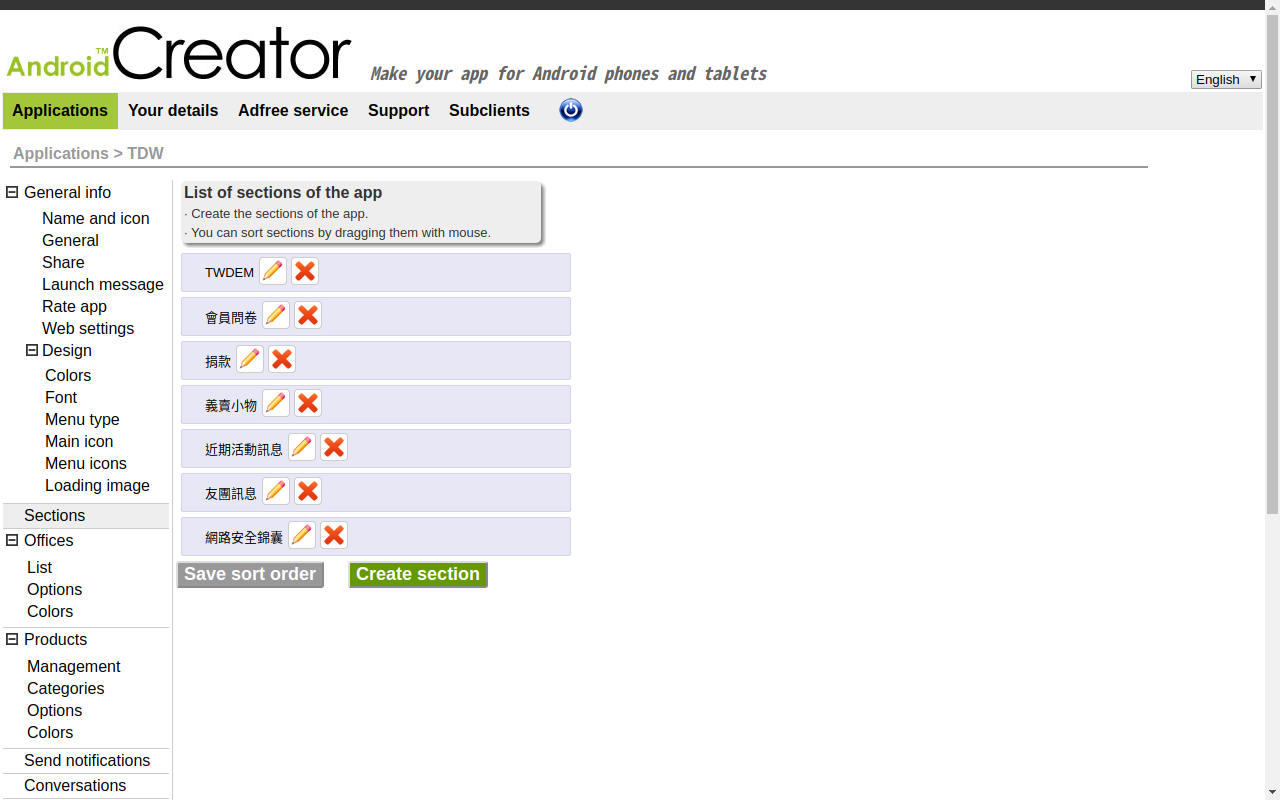 Android™Creator
Make your app for Android phones and tablets
English
Applications Your details Adfree service Support Subclients
Applications > TDW
General info
Name and icon
General
Share
Launch message
Rate app
Web settings
Design
Colors
Font
Menu type
Main icon
Menu icons
Loading image
Sections
Offices
List
Options
Colors
Products
Management
Categories
Options
Colors
Send notifications
Conversations
List of sections of the app
· Create the sections of the app.
· You can sort sections by dragging them with mouse.
TWDEM
會員問卷
捐款
義賣小物
近期活動訊息
友團訊息
網路安全錦囊
Save sort order Create section